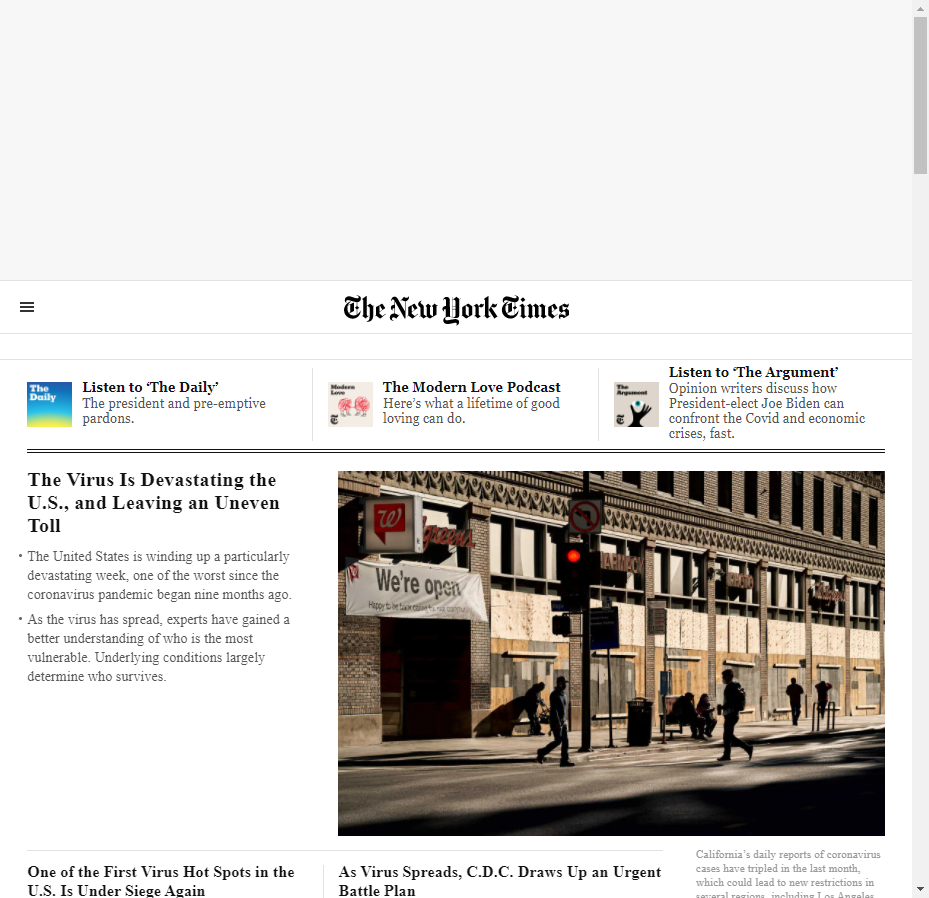 The New York Times
The Daily
Listen to ‘The Daily’
The president and pre-emptive
pardons.
Modern
Love
The Modern Love Podcast
Here’s what a lifetime of good
loving can do.
The
Argument
Listen to ‘The Argument’
Opinion writers discuss how
President-elect Joe Biden can
confront the Covid and economic
crises, fast.
The Virus Is Devastating the
U.S., and Leaving an Uneven
Toll
• The United States is winding up a particularly
devastating week, one of the worst since the
coronavirus pandemic began nine months ago.
• As the virus has spread, experts have gained a
better understanding of who is the most
vulnerable. Underlying conditions largely
determine who survives.
We're open
California’s daily reports of coronavirus
cases have tripled in the last month,
which could lead to new restrictions in
several regions, including Los Angeles.
One of the First Virus Hot Spots in the
U.S. Is Under Siege Again
As Virus Spreads, C.D.C. Draws Up an Urgent
Battle Plan